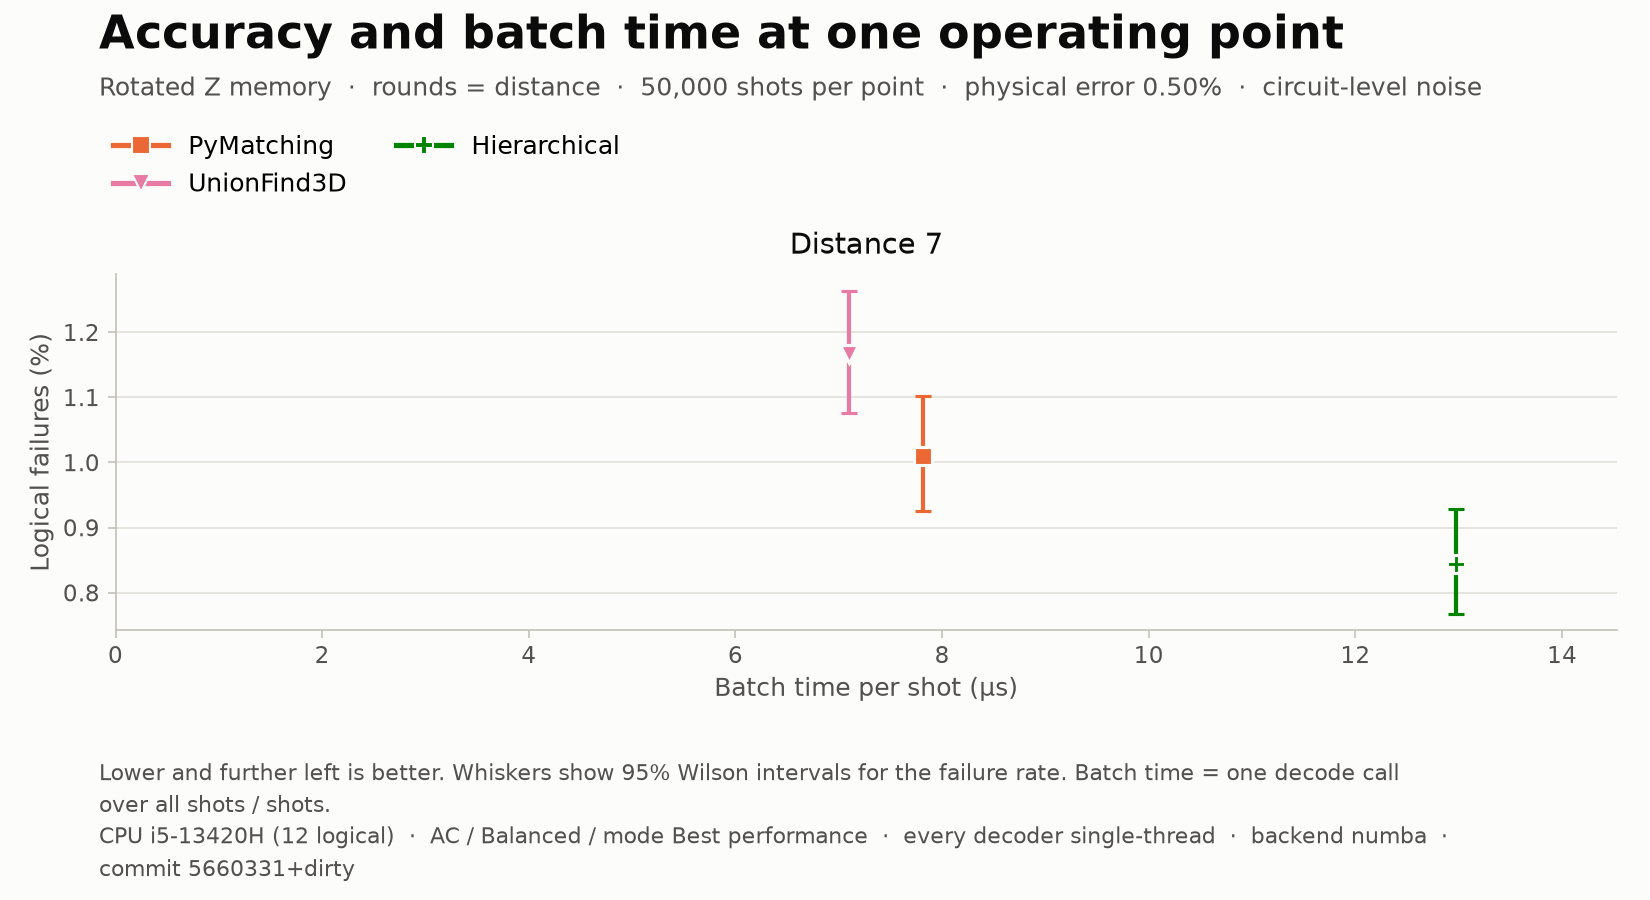 Accuracy and batch time at one operating point
Rotated Z memory · rounds = distance · 50,000 shots per point · physical error 0.50% · circuit-level noise
PyMatching
Hierarchical
UnionFind3D
Distance 7
Logical failures (%)
1.2
1.1
1.0
0.9
0.8
0 2 4 6 8 10 12 14
Batch time per shot (µs)
Lower and further left is better. Whiskers show 95% Wilson intervals for the failure rate. Batch time = one decode call
over all shots / shots.
CPU i5-13420H (12 logical) · AC / Balanced / mode Best performance · every decoder single-thread · backend numba ·
commit 5660331+dirty